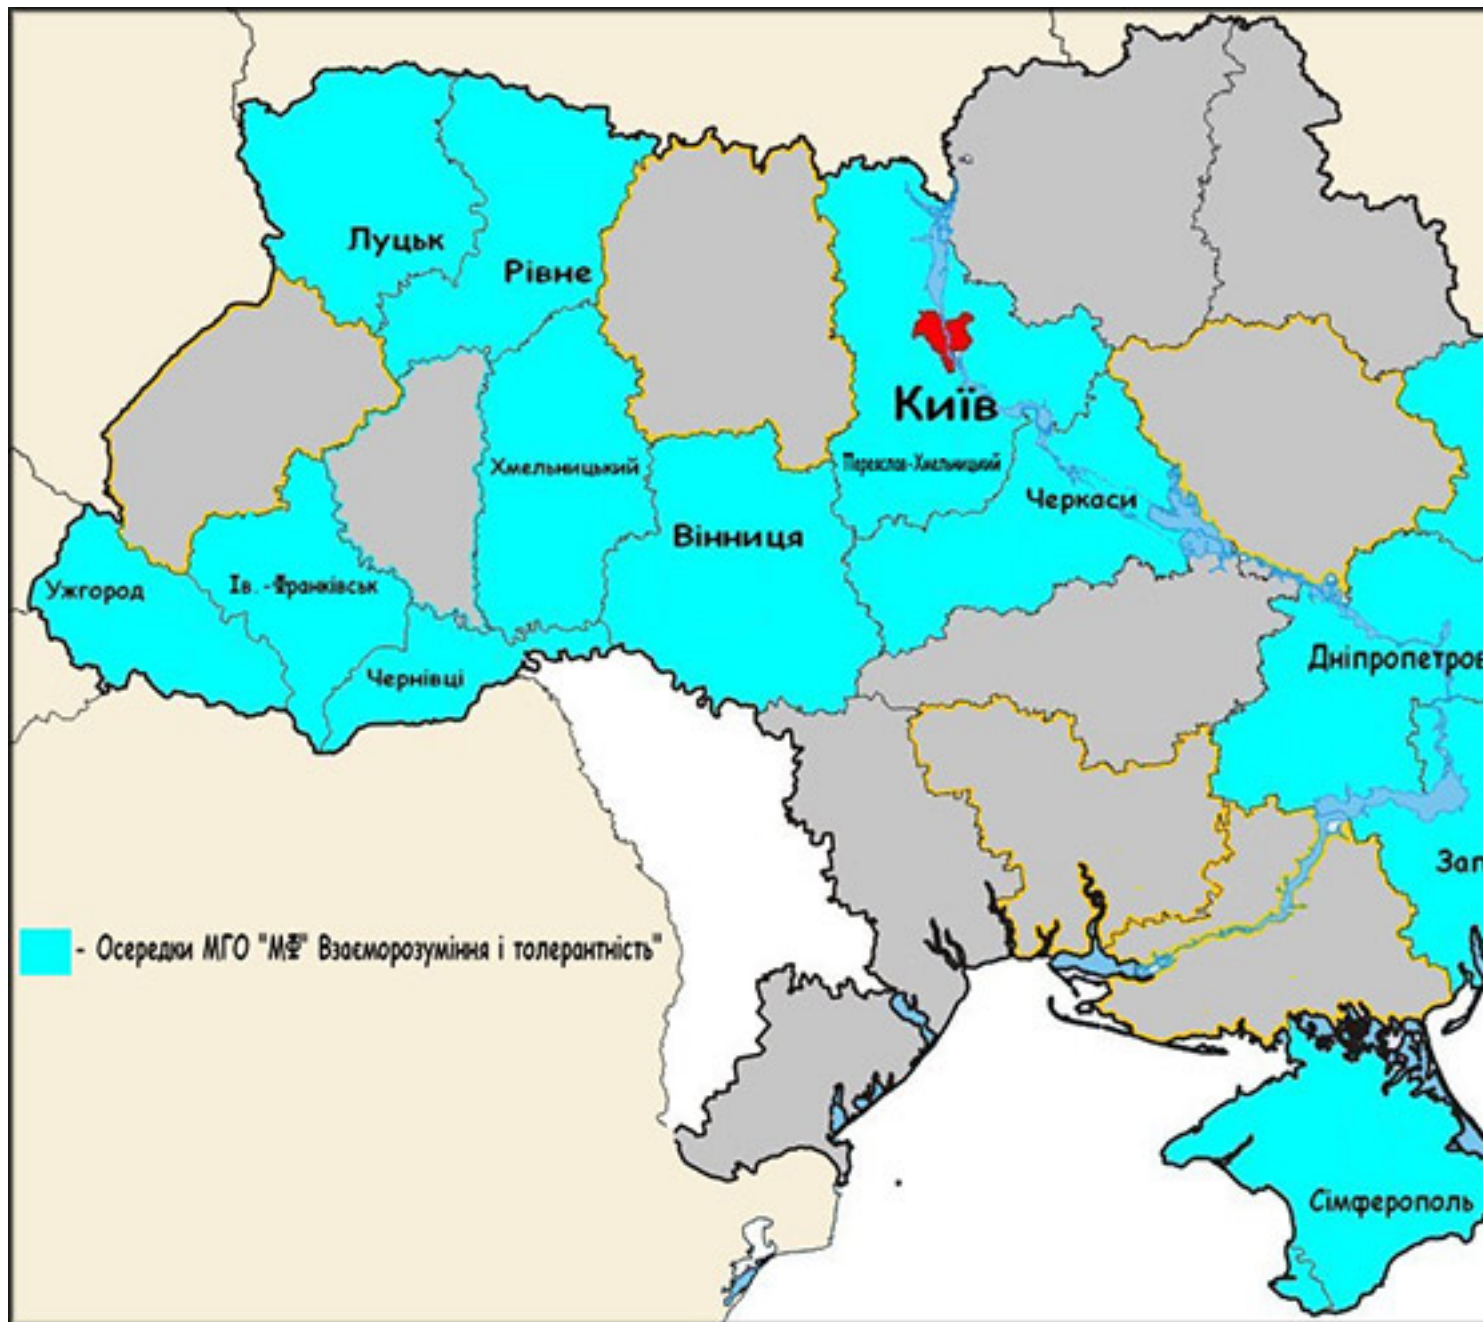 Луцьк
Рівне
Київ
Хмельницький
Переяслав-Хмельницький
Черкаси
Вінниця
Ужгород
Ів.-Франківськ
Чернівці
Дніпропетров
Зап
- Осередки МГО "МФ" Взаєморозуміння і толерантність"
Сімферополь